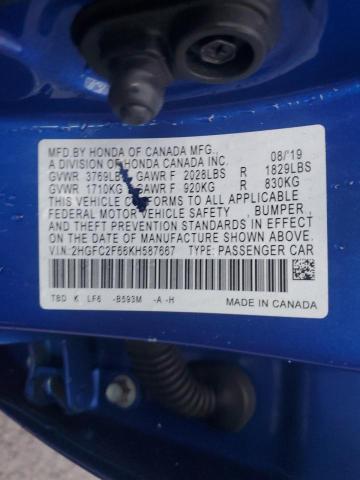 MFD.BY HONDA OF CANADA MFG., 08/'19
A DIVISION OF HONDA CANADA INC.
GVWR 3769LBS GAWR F 2028LBS R 1829LBS
GVWR 1710KG GAWR F 920KG R 830KG
THIS VEHICLE CONFORMS TO ALL APPLICABLE
FEDERAL MOTOR VEHICLE SAFETY , BUMPER ,
AND THEFT PREVENTION STANDARDS IN EFFECT
ON THE DATE OF MANUFACTURE SHOWN ABOVE.
V.I.N.:2HGFC2F66KH587667 TYPE: PASSENGER CAR
TBD K LF6 -B593M -A -H
MADE IN CANADA